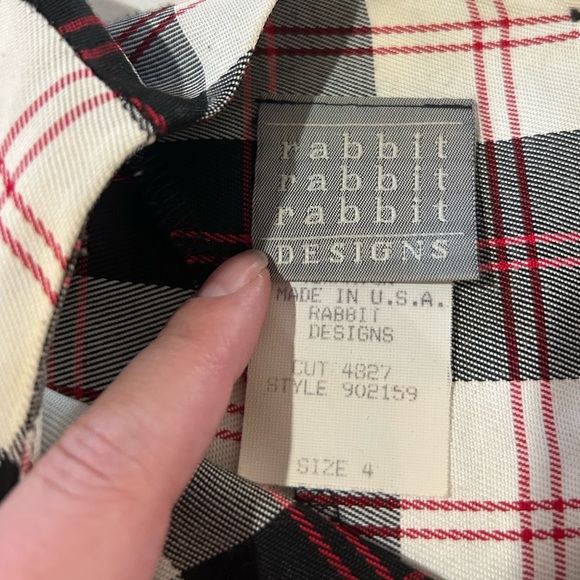 rabbit
rabbit
rabbit
DESIGNS
MADE IN U.S.A.
RABBIT
DESIGNS
CUT 4827
STYLE 902159
SIZE 4